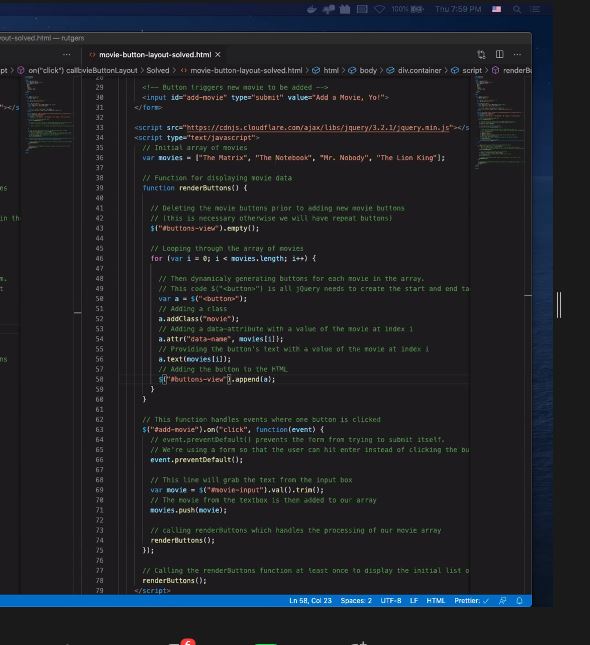 100%
Thu 7:59 PM
out-solved.html — rutgers
movie-button-layout-solved.html ×
pt > on("click") callb vieButtonLayout > Solved > movie-button-layout-solved.html > html > body > div.container > script > renderB
29 <!-- Button triggers new movie to be added -->
30 <input id="add-movie" type="submit" value="Add a Movie, Yo!">
31 </form>
32
33 <script src="https://cdnjs.cloudflare.com/ajax/libs/jquery/3.2.1/jquery.min.js"></s
34 <script type="text/javascript">
35 // Initial array of movies
36 var movies = ["The Matrix", "The Notebook", "Mr. Nobody", "The Lion King"];
37
38 // Function for displaying movie data
39 function renderButtons() {
40
41 // Deleting the movie buttons prior to adding new movie buttons
42 // (this is necessary otherwise we will have repeat buttons)
43 $("#buttons-view").empty();
44
45 // Looping through the array of movies
46 for (var i = 0; i < movies.length; i++) {
47
48 // Then dynamicaly generating buttons for each movie in the array.
49 // This code $("<button>") is all jQuery needs to create the start and end ta
50 var a = $("<button>");
51 // Adding a class
52 a.addClass("movie");
53 // Adding a data-attribute with a value of the movie at index i
54 a.attr("data-name", movies[i]);
55 // Providing the button's text with a value of the movie at index i
56 a.text(movies[i]);
57 // Adding the button to the HTML
58 $("#buttons-view").append(a);
59 }
60 }
61
62 // This function handles events where one button is clicked
63 $("#add-movie").on("click", function(event) {
64 // event.preventDefault() prevents the form from trying to submit itself.
65 // We're using a form so that the user can hit enter instead of clicking the bu
66 event.preventDefault();
67
68 // This line will grab the text from the input box
69 var movie = $("#movie-input").val().trim();
70 // The movie from the textbox is then added to our array
71 movies.push(movie);
72
73 // calling renderButtons which handles the processing of our movie array
74 renderButtons();
75 });
76
77 // Calling the renderButtons function at least once to display the initial list o
78 renderButtons();
79 </script>
"></s
es
in th
m.
t
ns
Ln 58, Col 23 Spaces: 2 UTF-8 LF HTML Prettier: ✓
6